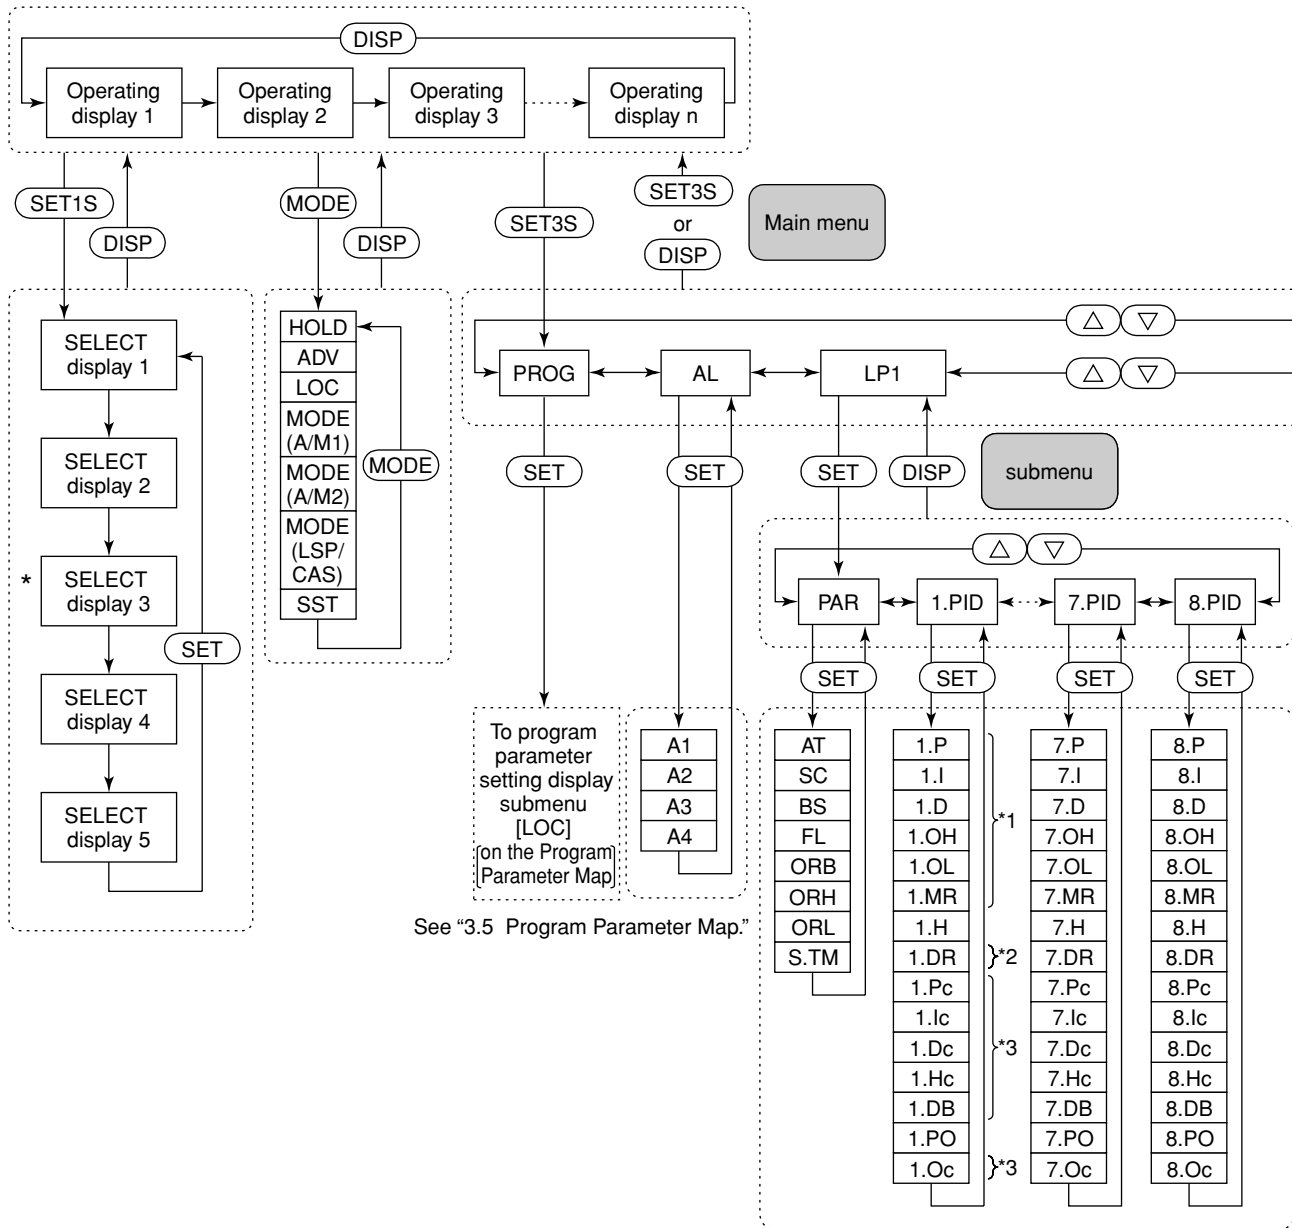 DISP
Operating
display 1
Operating
display 2
Operating
display 3
Operating
display n
SET1S
DISP
MODE
DISP
SET3S
SET3S
or
DISP
Main menu
SELECT
display 1
SELECT
display 2
*
SELECT
display 3
SELECT
display 4
SELECT
display 5
SET
HOLD
ADV
LOC
MODE
(A/M1)
MODE
(A/M2)
MODE
(LSP/
CAS)
SST
MODE
△ ▽
PROG
AL
LP1
△ ▽
SET
SET
SET
DISP
submenu
△ ▽
PAR
1.PID
7.PID
8.PID
SET
SET
SET
SET
To program
parameter
setting display
submenu
[LOC]
[on the Program
Parameter Map]
See “3.5 Program Parameter Map.”
A1
A2
A3
A4
AT
SC
BS
FL
ORB
ORH
ORL
S.TM
1.P
1.I
1.D
1.OH
1.OL
1.MR
1.H
1.DR
1.Pc
1.Ic
1.Dc
1.Hc
1.DB
1.PO
1.Oc
*1
*2
*3
*3
7.P
7.I
7.D
7.OH
7.OL
7.MR
7.H
7.DR
7.Pc
7.Ic
7.Dc
7.Hc
7.DB
7.PO
7.Oc
8.P
8.I
8.D
8.OH
8.OL
8.MR
8.H
8.DR
8.Pc
8.Ic
8.Dc
8.Hc
8.DB
8.PO
8.Oc